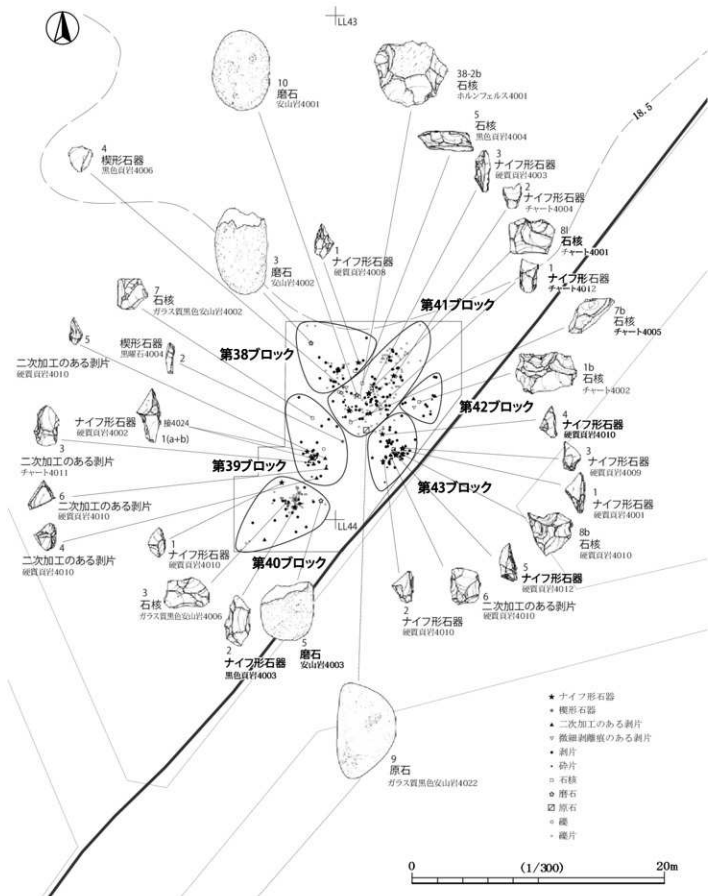 LL43
10
磨石
安山岩4001
38-2b
石核
ホルンフェルス4001
18.5
5
石核
黒色頁岩4004
4
楔形石器
黒色頁岩4006
3
ナイフ形石器
硬質頁岩4003
2
ナイフ形石器
チャート4004
8l
石核
チャート4001
3
磨石
安山岩4002
1
ナイフ形石器
硬質頁岩4008
1
ナイフ形石器
チャート4012
7
石核
ガラス質黒色安山岩4002
第41ブロック
7b
石核
チャート4005
第38ブロック
5
二次加工のある剥片
硬質頁岩4010
楔形石器
黒曜石4004
2
1b
石核
チャート4002
第42ブロック
ナイフ形石器
硬質頁岩4002
接4024
1(a+b)
4
ナイフ形石器
硬質頁岩4010
3
二次加工のある剥片
チャート4011
第39ブロック
3
ナイフ形石器
硬質頁岩4009
第43ブロック
6
二次加工のある剥片
硬質頁岩4010
1
ナイフ形石器
硬質頁岩4001
4
二次加工のある剥片
硬質頁岩4010
1
ナイフ形石器
硬質頁岩4010
LL44
第40ブロック
8b
石核
硬質頁岩4010
5
ナイフ形石器
硬質頁岩4012
3
石核
ガラス質黒色安山岩4006
2
ナイフ形石器
硬質頁岩4010
6
二次加工のある剥片
硬質頁岩4010
2
ナイフ形石器
黒色頁岩4003
5
磨石
安山岩4003
9
原石
ガラス質黒色安山岩4022
ナイフ形石器
楔形石器
二次加工のある剥片
微細剥離痕のある剥片
剥片
砕片
石核
磨石
原石
礫
礫片
0
(1/300)
20m